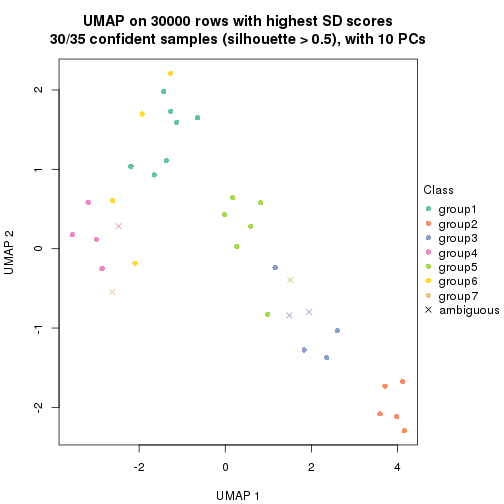 UMAP on 30000 rows with highest SD scores
30/35 confident samples (silhouette > 0.5), with 10 PCs
UMAP 2
2
1
0
-1
-2
-2
0
2
4
UMAP 1
Class
group1
group2
group3
group4
group5
group6
group7
ambiguous